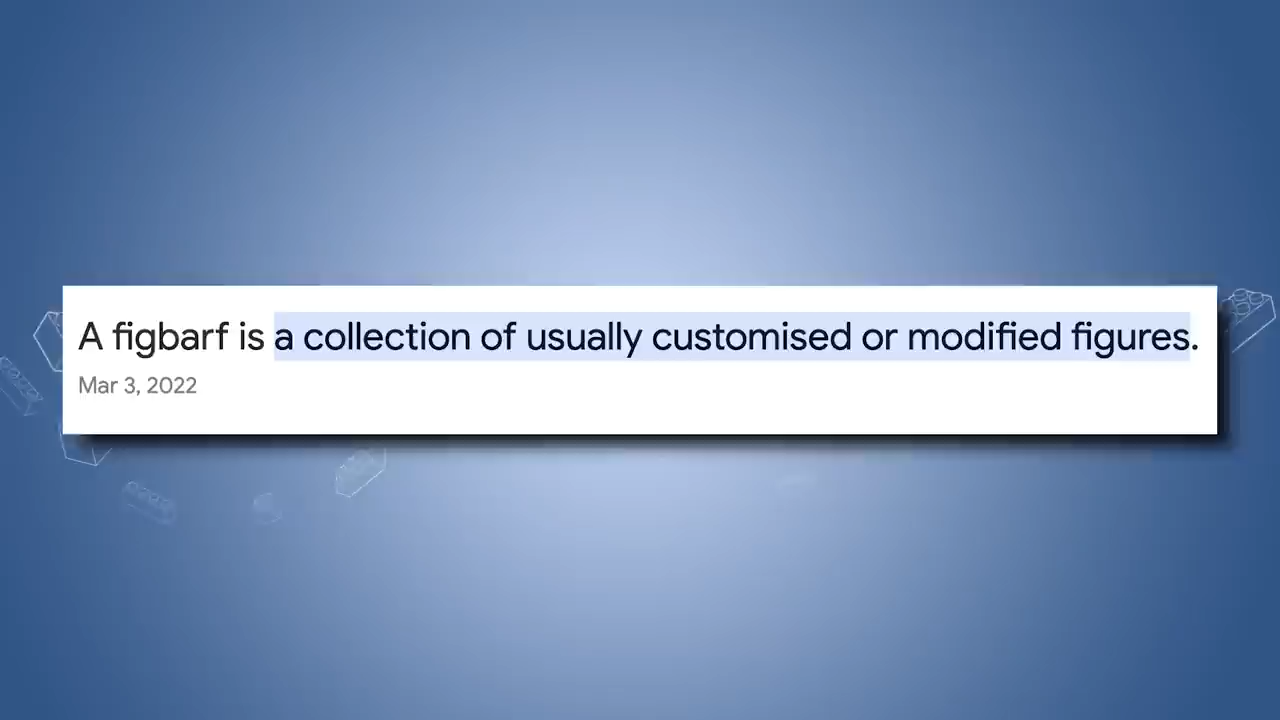 A figbarf is a collection of usually customised or modified figures.
Mar 3, 2022